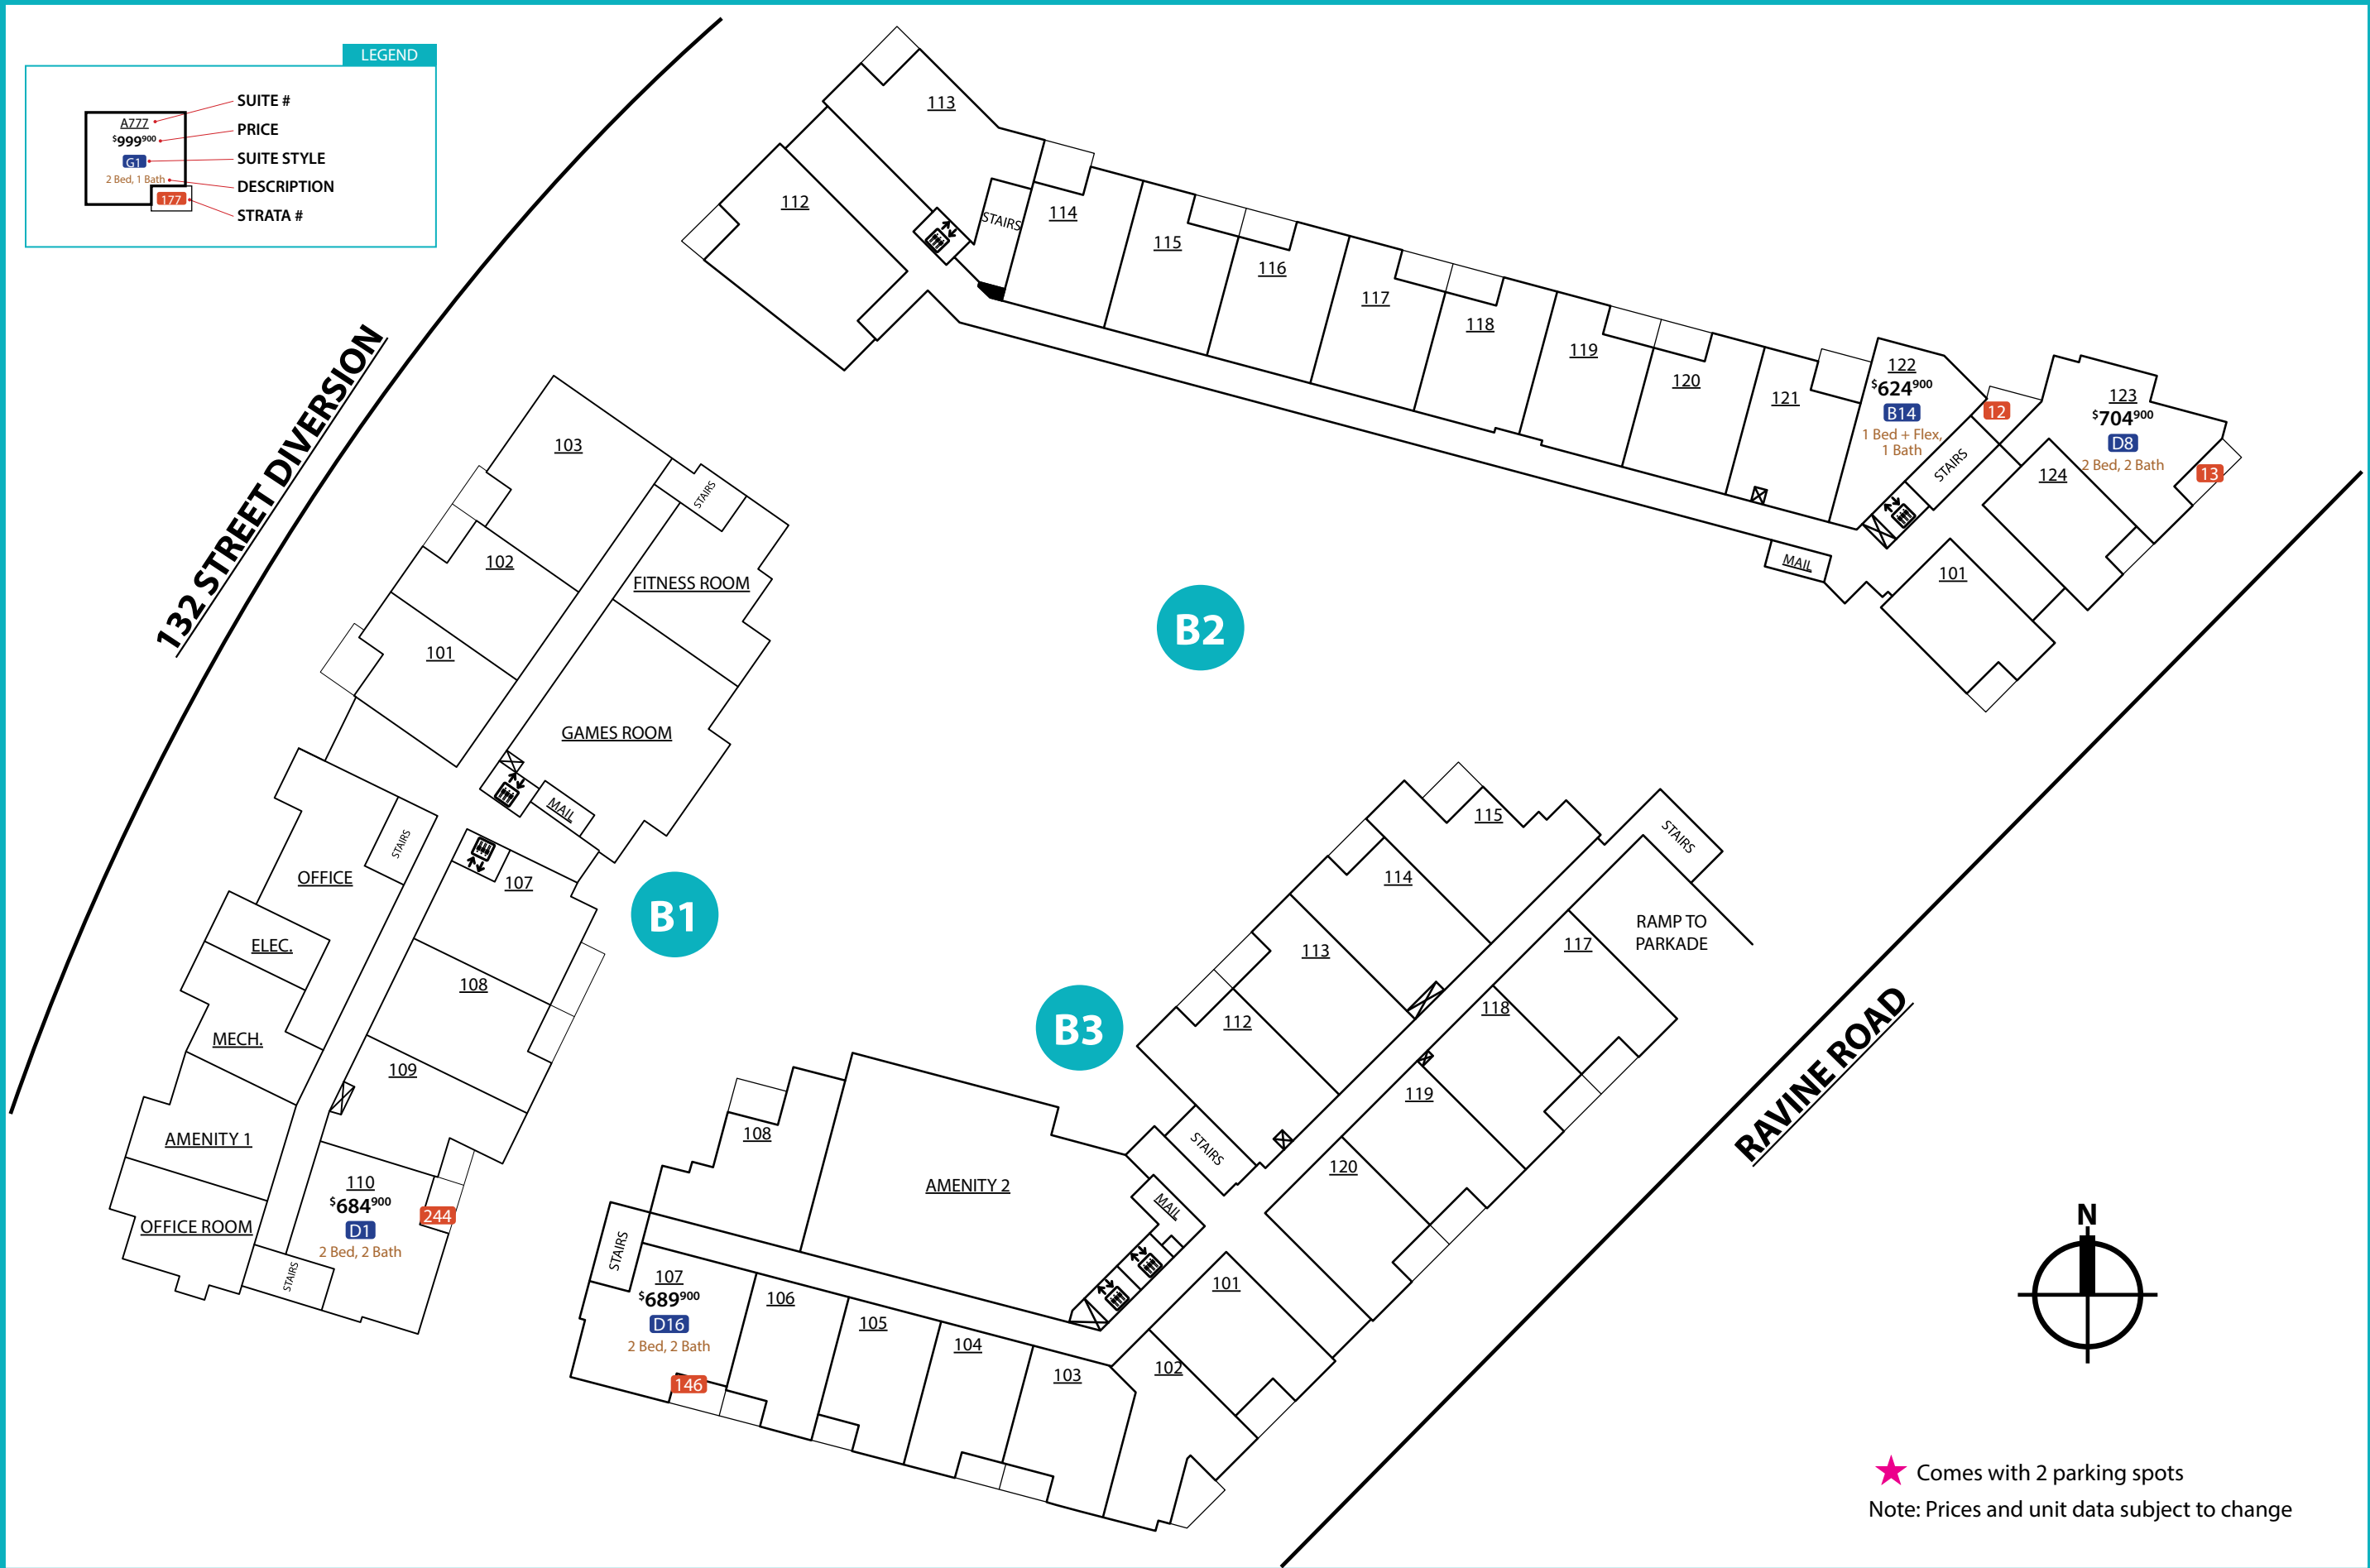 LEGEND
A777
$999900
G1
2 Bed, 1 Bath
177
SUITE #
PRICE
SUITE STYLE
DESCRIPTION
STRATA #
132 STREET DIVERSION
113
112
STAIRS
114
115
116
117
118
119
120
121
122
$624900
B14
1 Bed + Flex,
1 Bath
12
STAIRS
123
$704900
D8
2 Bed, 2 Bath
13
124
101
MAIL
B2
103
102
101
STAIRS
FITNESS ROOM
GAMES ROOM
MAIL
OFFICE
STAIRS
ELEC.
MECH.
AMENITY 1
OFFICE ROOM
STAIRS
107
108
109
110
$684900
D1
2 Bed, 2 Bath
244
B1
B3
115
114
113
112
STAIRS
RAMP TO
PARKADE
117
118
119
120
STAIRS
MAIL
108
AMENITY 2
STAIRS
107
$689900
D16
2 Bed, 2 Bath
146
106
105
104
103
102
101
RAVINE ROAD
N
Comes with 2 parking spots
Note: Prices and unit data subject to change